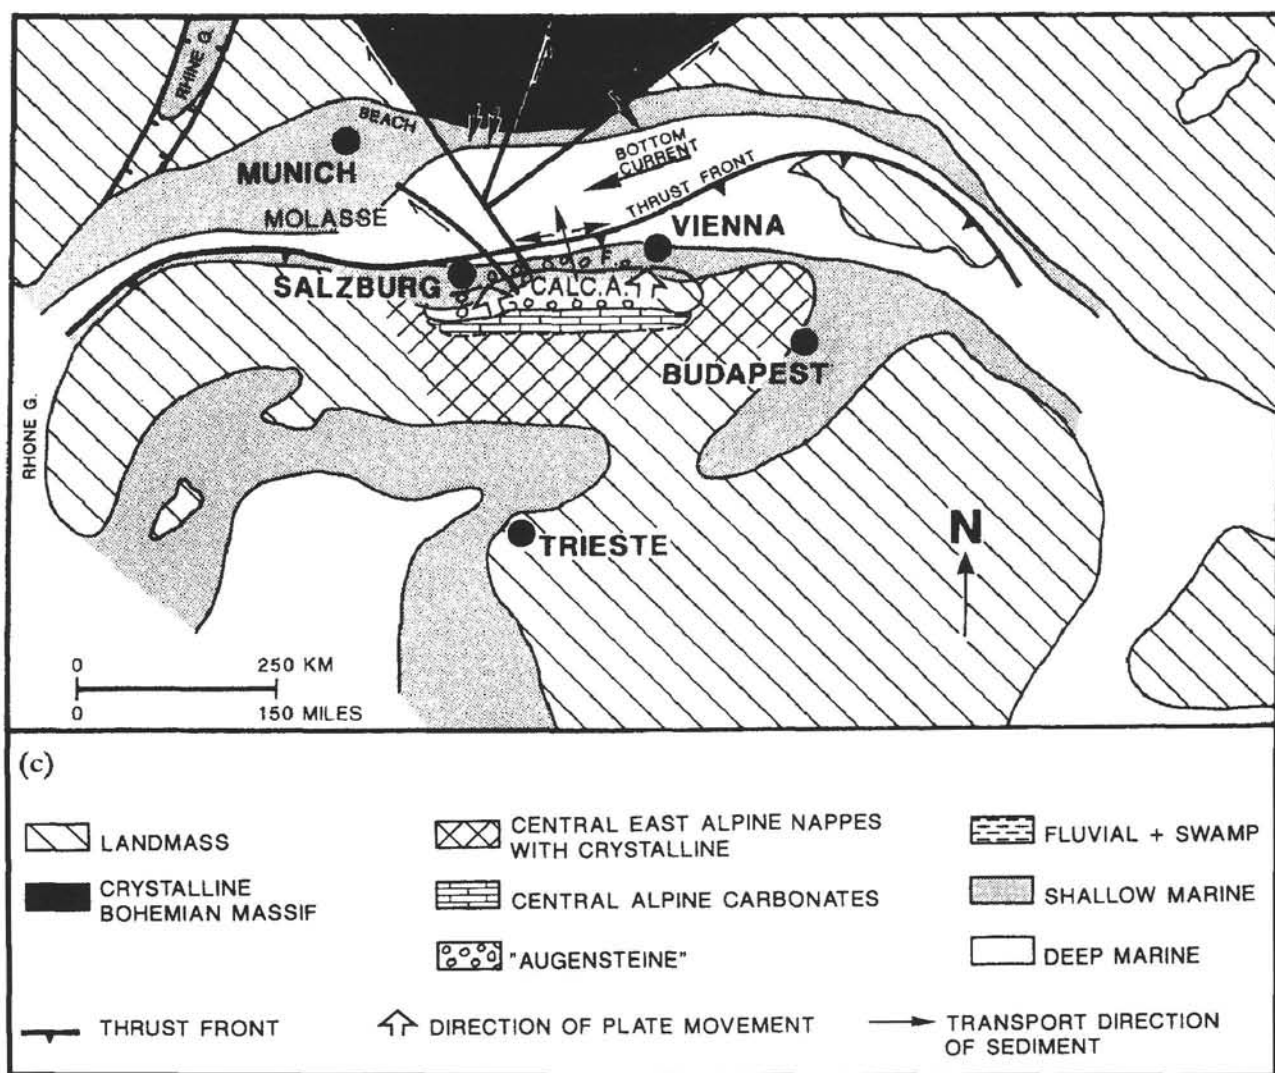 RHINE G.
BEACH
MUNICH
BOTTOM
CURRENT
THRUST FRONT
MOLASSE
VIENNA
F.
SALZBURG
CALC.A
BUDAPEST
RHONE G.
TRIESTE
N
0 250 KM
0 150 MILES
(c)
LANDMASS
CRYSTALLINE
BOHEMIAN MASSIF
CENTRAL EAST ALPINE NAPPES
WITH CRYSTALLINE
CENTRAL ALPINE CARBONATES
"AUGENSTEINE"
FLUVIAL + SWAMP
SHALLOW MARINE
DEEP MARINE
THRUST FRONT
DIRECTION OF PLATE MOVEMENT
TRANSPORT DIRECTION
OF SEDIMENT